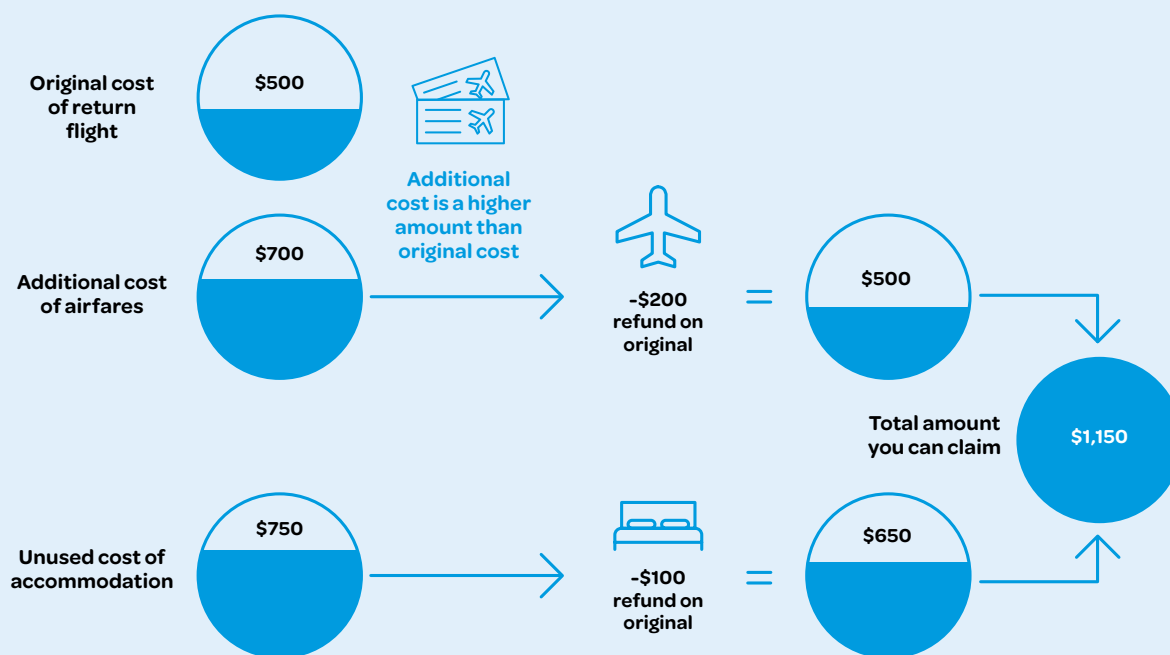 Original cost
of return
flight
$500
Additional
cost is a higher
amount than
original cost
Additional cost
of airfares
$700
-$200
refund on
original
=
$500
Total amount
you can claim
$1,150
Unused cost of
accommodation
$750
-$100
refund on
original
=
$650